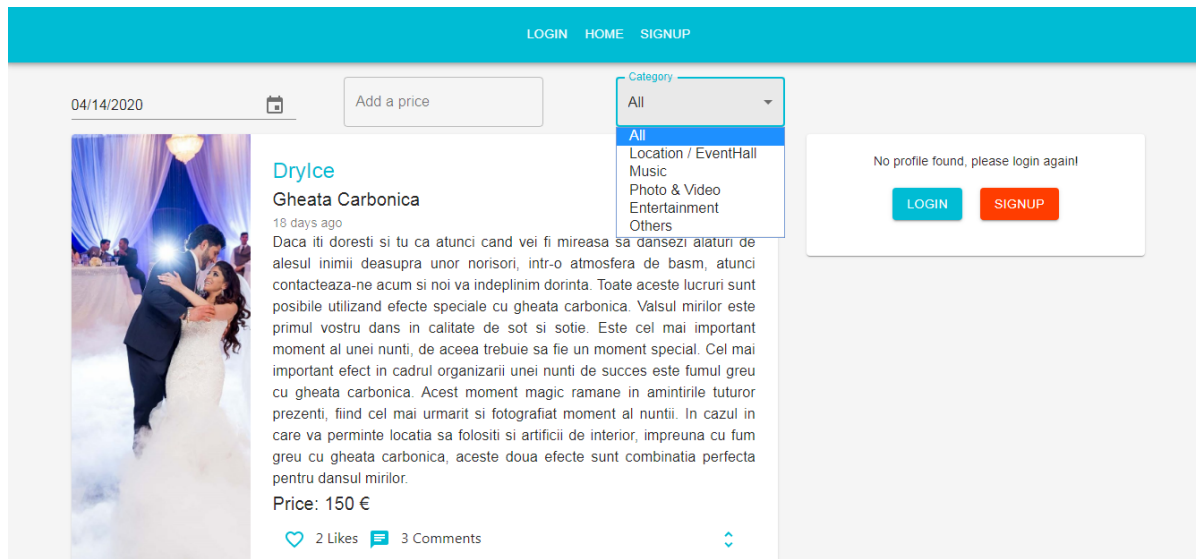 LOGIN HOME SIGNUP
04/14/2020
Add a price
Category
All
All
Location / EventHall
Music
Photo & Video
Entertainment
Others
DryIce
Gheata Carbonica
18 days ago
Daca iti doresti si tu ca atunci cand vei fi mireasa sa dansezi alaturi de
alesul inimii deasupra unor norisori, intr-o atmosfera de basm, atunci
contacteaza-ne acum si noi va indeplinim dorinta. Toate aceste lucruri sunt
posibile utilizand efecte speciale cu gheata carbonica. Valsul mirilor este
primul vostru dans in calitate de sot si sotie. Este cel mai important
moment al unei nunti, de aceea trebuie sa fie un moment special. Cel mai
important efect in cadrul organizarii unei nunti de succes este fumul greu
cu gheata carbonica. Acest moment magic ramane in amintirile tuturor
prezenti, fiind cel mai urmarit si fotografiat moment al nuntii. In cazul in
care va perminte locatia sa folositi si artificii de interior, impreuna cu fum
greu cu gheata carbonica, aceste doua efecte sunt combinatia perfecta
pentru dansul mirilor.
Price: 150 €
2 Likes 3 Comments
No profile found, please login again!
LOGIN SIGNUP